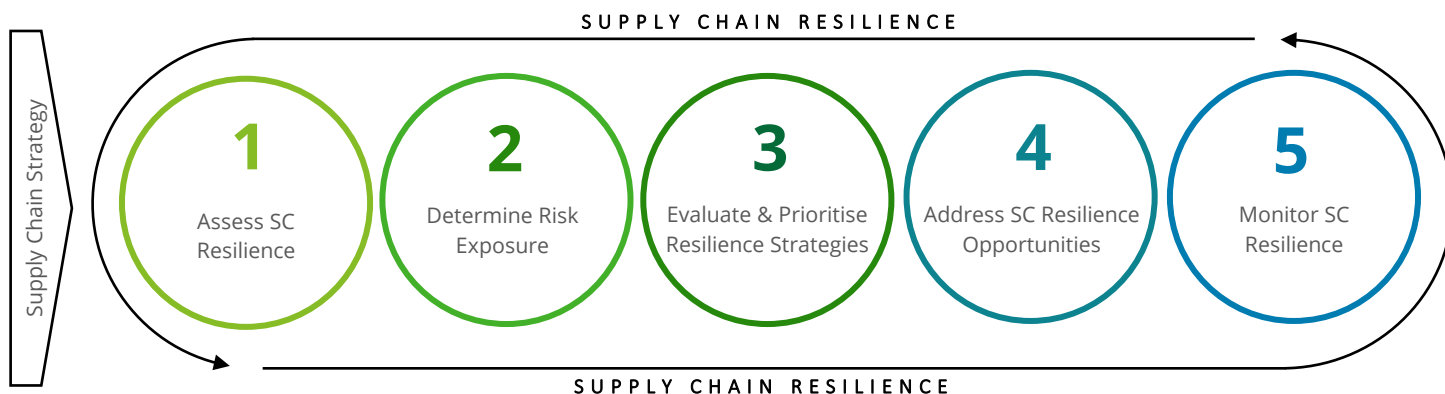 SUPPLY CHAIN RESILIENCE
Supply Chain Strategy
1
Assess SC
Resilience
2
Determine Risk
Exposure
3
Evaluate & Prioritise
Resilience Strategies
4
Address SC Resilience
Opportunities
5
Monitor SC
Resilience
SUPPLY CHAIN RESILIENCE